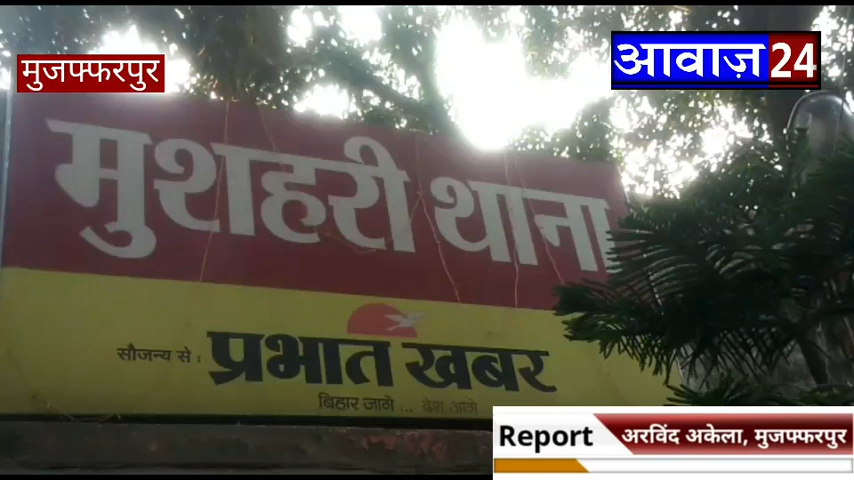 मुजफ्फरपुर
आवाज़ 24
मुशहरी थाना
सौजन्य से : प्रभात खबर
बिहार जागे ... देश आगे
Report अरविंद अकेला, मुजफ्फरपुर